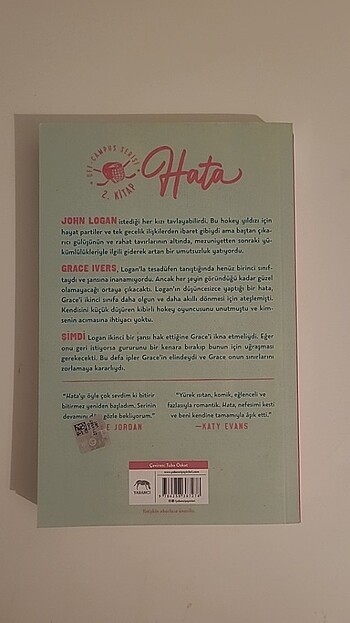 OFF-CAMPUS SERİSİ
2. KİTAP
Hata
JOHN LOGAN istediği her kızı tavlayabilirdi. Bu hokey yıldızı için
hayat partiler ve tek gecelik ilişkilerden ibaret gibiydi ama baştan çıka-
rıcı gülüşünün ve rahat tavırlarının altında, mezuniyetten sonraki yü-
kümlülükleriyle ilgili giderek artan bir umutsuzluk yatıyordu.
GRACE IVERS, Logan'la tesadüfen tanıştığında henüz birinci sınıf-
taydı ve şansına inanamıyordu. Ancak her şeyin göründüğü kadar güzel
olamayacağı ortaya çıkacaktı. Logan'ın düşüncesizce yaptığı bir hata,
Grace'i ikinci sınıfa daha olgun ve daha akıllı dönmesi için ateşlemişti.
Kendisini küçük düşüren kibirli hokey oyuncusunu unutmuştu ve kim-
senin acımasına ihtiyacı yoktu.
ŞİMDİ Logan ikinci bir şansı hak ettiğine Grace'i ikna etmeliydi. Eğer
onu geri istiyorsa gururunu bir kenara bırakıp bunun için uğraşması
gerekecekti. Bu defa ipler Grace'in elindeydi ve Grace onun sınırlarını
zorlamaya kararlıydı.
"Hata'yı öyle çok sevdim ki bitirir
bitirmez yeniden başladım. Serinin
devamını gözle bekliyorum."
JORDAN
"Yürek ısıtan, komik, eğlenceli ve
fazlasıyla romantik. Hata, nefesimi kesti
ve beni kendine tamamıyla âşık etti."
—KATY EVANS
Çevirmen: Tuba Özkat
YABANCI